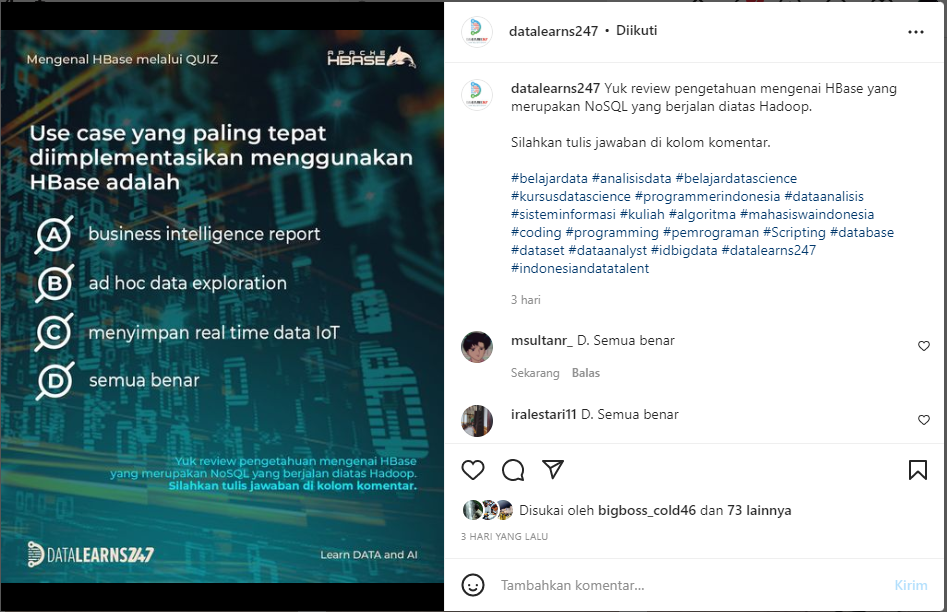 Mengenal HBase melalui QUIZ
APACHE
HBASE
Use case yang paling tepat
diimplementasikan menggunakan
HBase adalah
A business intelligence report
B ad hoc data exploration
C menyimpan real time data IoT
D semua benar
Yuk review pengetahuan mengenai HBase
yang merupakan NoSQL yang berjalan diatas Hadoop.
Silahkan tulis jawaban di kolom komentar.
DATALEARNS247
Learn DATA and AI
datalearns247 • Diikuti
datalearns247 Yuk review pengetahuan mengenai HBase yang
merupakan NoSQL yang berjalan diatas Hadoop.
Silahkan tulis jawaban di kolom komentar.
#belajardata #analisisdata #belajardatascience
#kursusdatascience #programmerindonesia #dataanalisis
#sisteminformasi #kuliah #algoritma #mahasiswaindonesia
#coding #programming #pemrograman #Scripting #database
#dataset #dataanalyst #idbigdata #datalearns247
#indonesiandatatalent
3 hari
msultanr_ D. Semua benar
Sekarang Balas
iralestari11 D. Semua benar
Disukai oleh bigboss_cold46 dan 73 lainnya
3 HARI YANG LALU
Tambahkan komentar...
Kirim